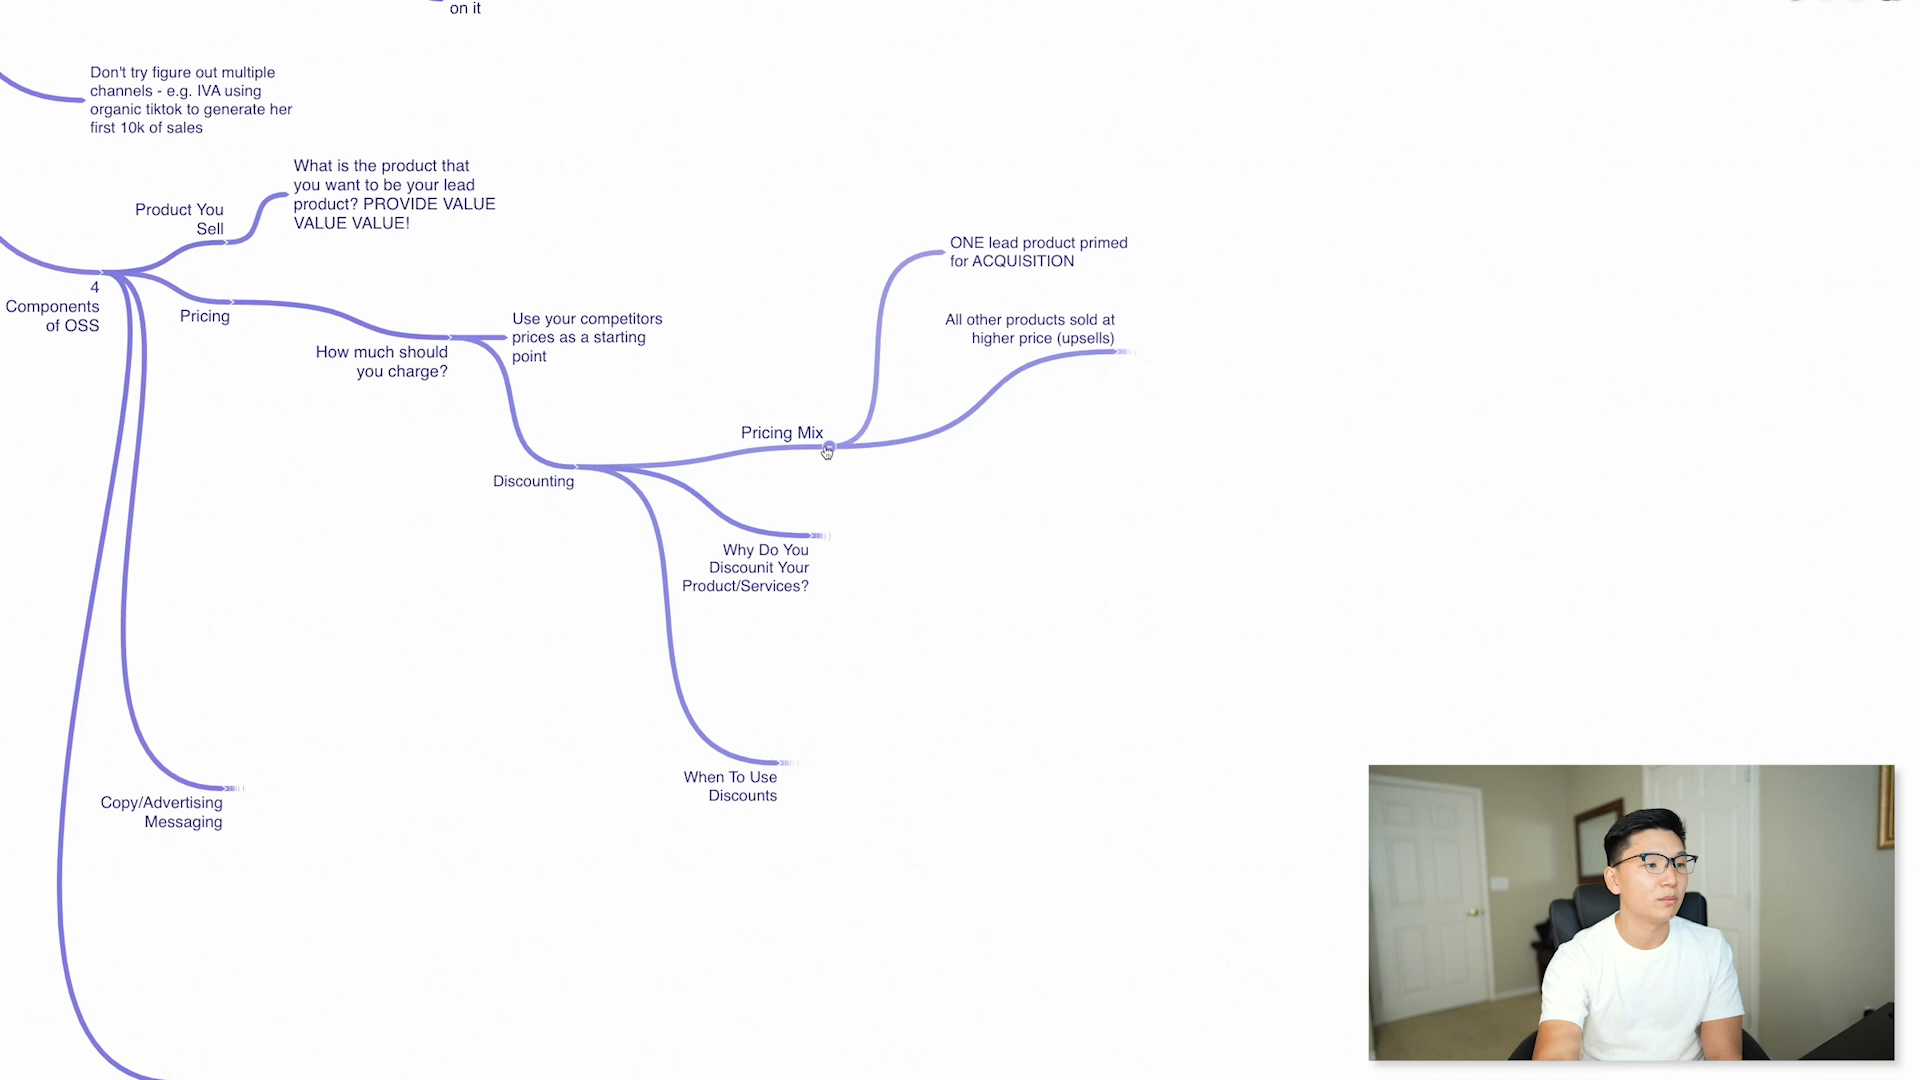 on it
Don't try figure out multiple
channels - e.g. IVA using
organic tiktok to generate her
first 10k of sales
What is the product that
you want to be your lead
product? PROVIDE VALUE
VALUE VALUE!
Product You
Sell
4
Components
of OSS
Pricing
How much should
you charge?
Use your competitors
prices as a starting
point
ONE lead product primed
for ACQUISITION
All other products sold at
higher price (upsells)
Pricing Mix
Discounting
Why Do You
Discounit Your
Product/Services?
When To Use
Discounts
Copy/Advertising
Messaging